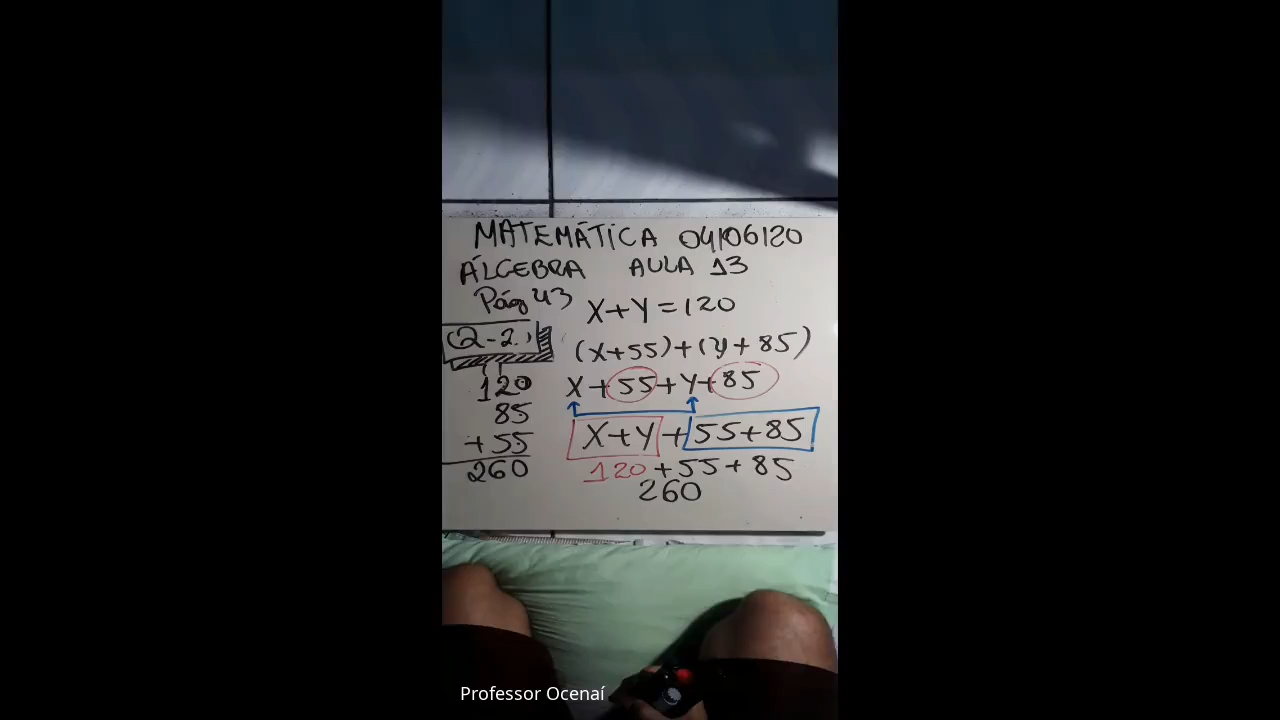 MATEMÁTICA 04/06/20
ÁLGEBRA AULA 13
Pág 43
X+Y=120
(Q-2.)
(X+55)+(Y+85)
X+55+Y+85
X+Y+55+85
120+55+85
260
120
85
+55
260
Professor Ocenaí